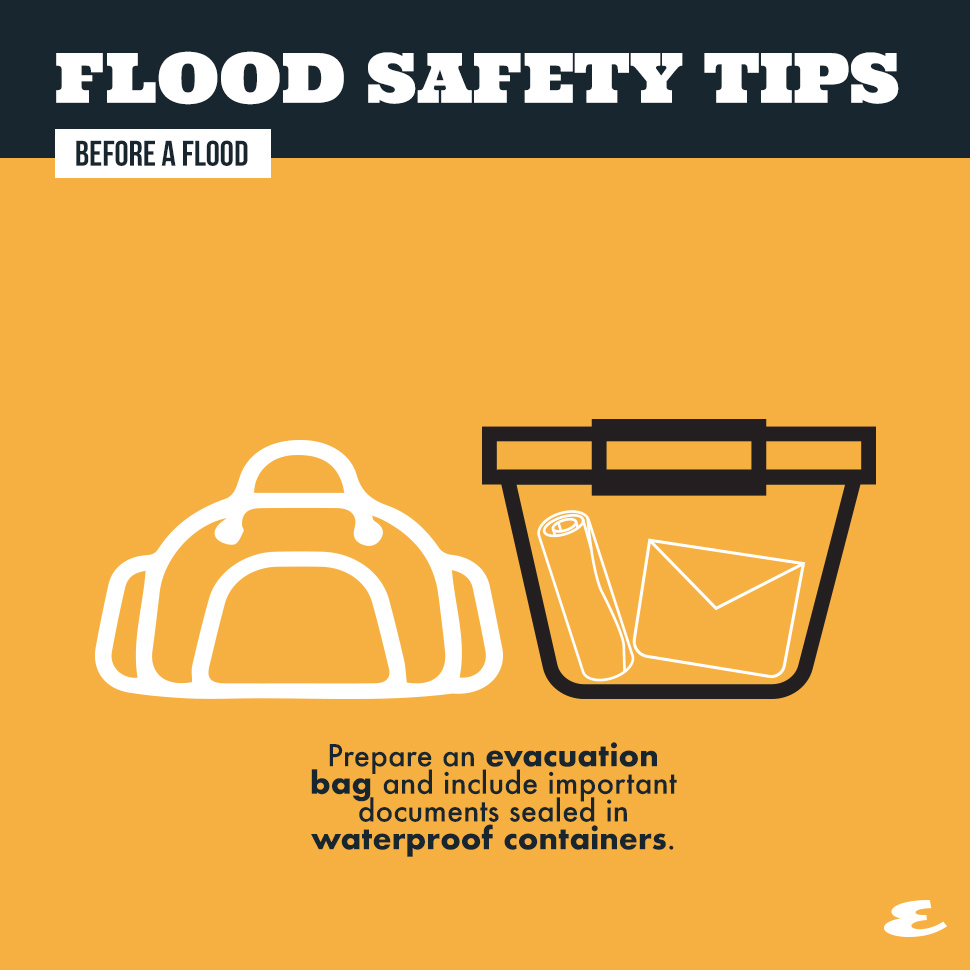 FLOOD SAFETY TIPS
BEFORE A FLOOD
Prepare an evacuation
bag and include important
documents sealed in
waterproof containers.
E